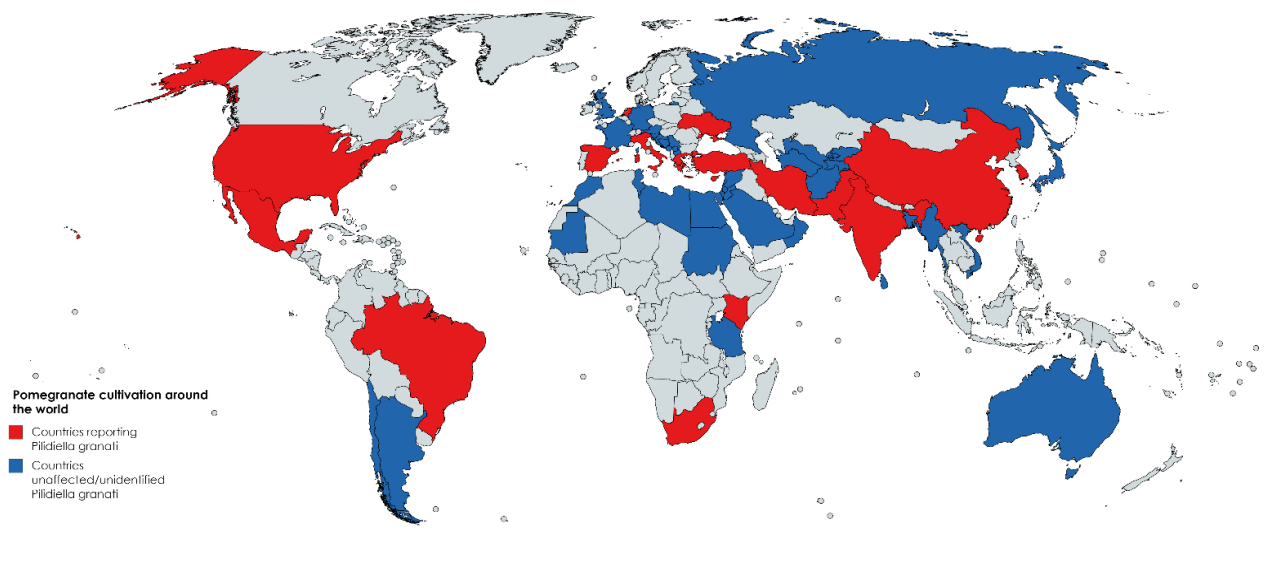 Pomegranate cultivation around
the world
Countries reporting
Pilidiella granati
Countries
unaffected/unidentified
Pilidiella granati